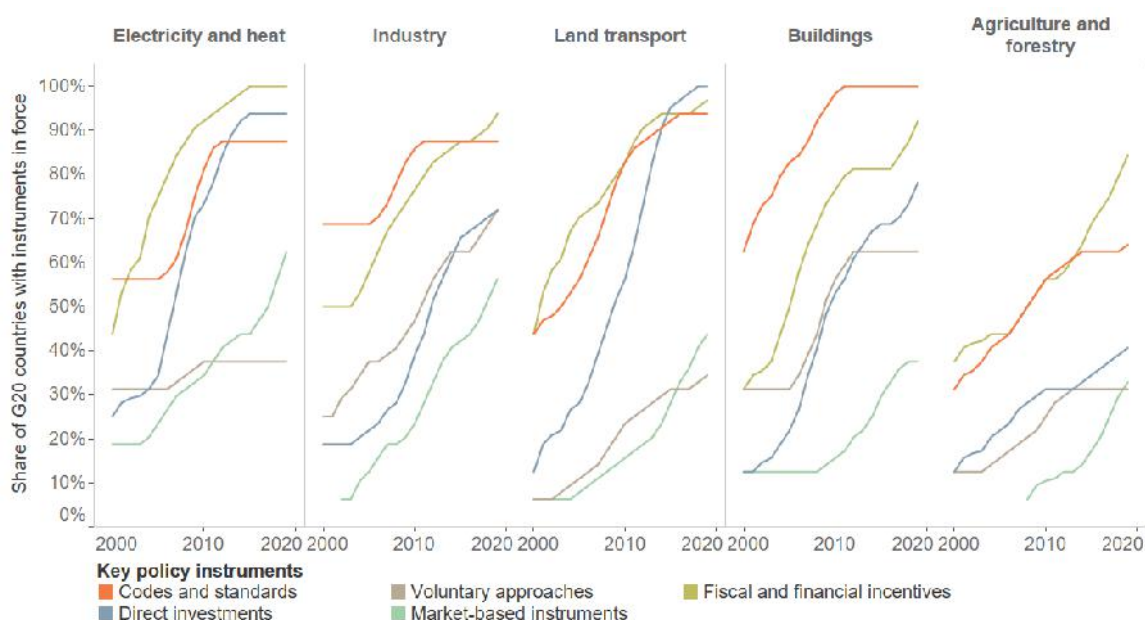 Electricity and heat Industry Land transport Buildings Agriculture and forestry
Share of G20 countries with instruments in force
100%
90%
80%
70%
60%
50%
40%
30%
20%
10%
0%
2000 2010 2020 2000 2010 2020 2000 2010 2020 2000 2010 2020 2000 2010 2020
Key policy instruments
Codes and standards Voluntary approaches Fiscal and financial incentives
Direct investments Market-based instruments